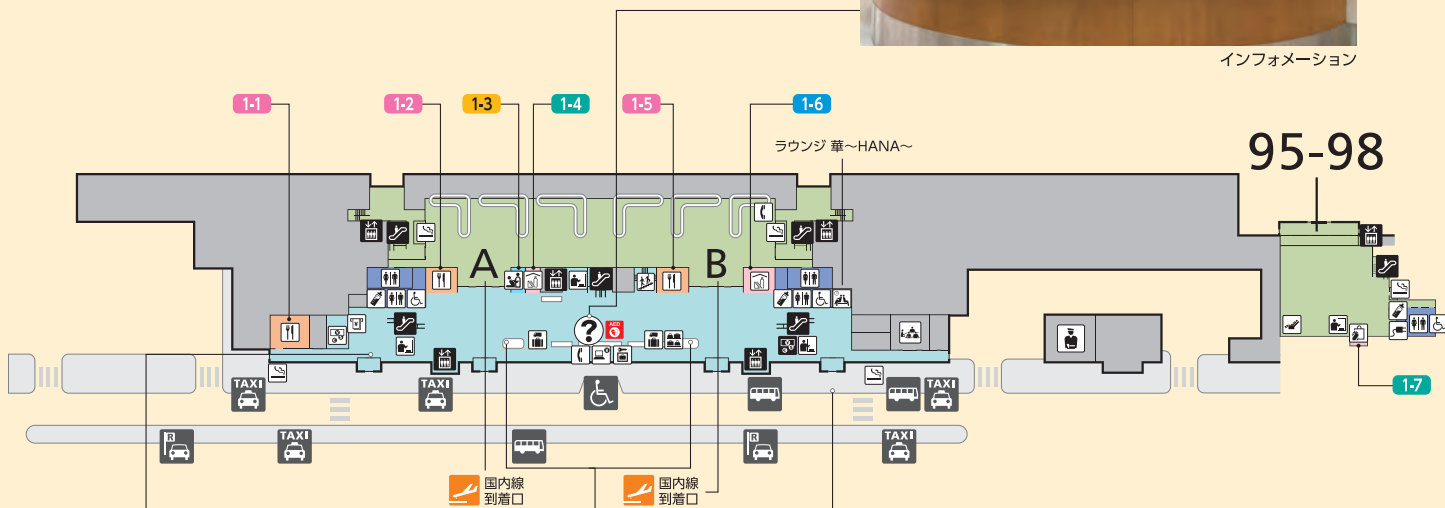 インフォメーション
1-1
1-2
1-3
1-4
1-5
1-6
ラウンジ 華〜HANA〜
95-98
A
B
?
AED
1-7
TAXI
TAXI
TAXI
R
TAXI
R
TAXI
国内線
到着口
国内線
到着口